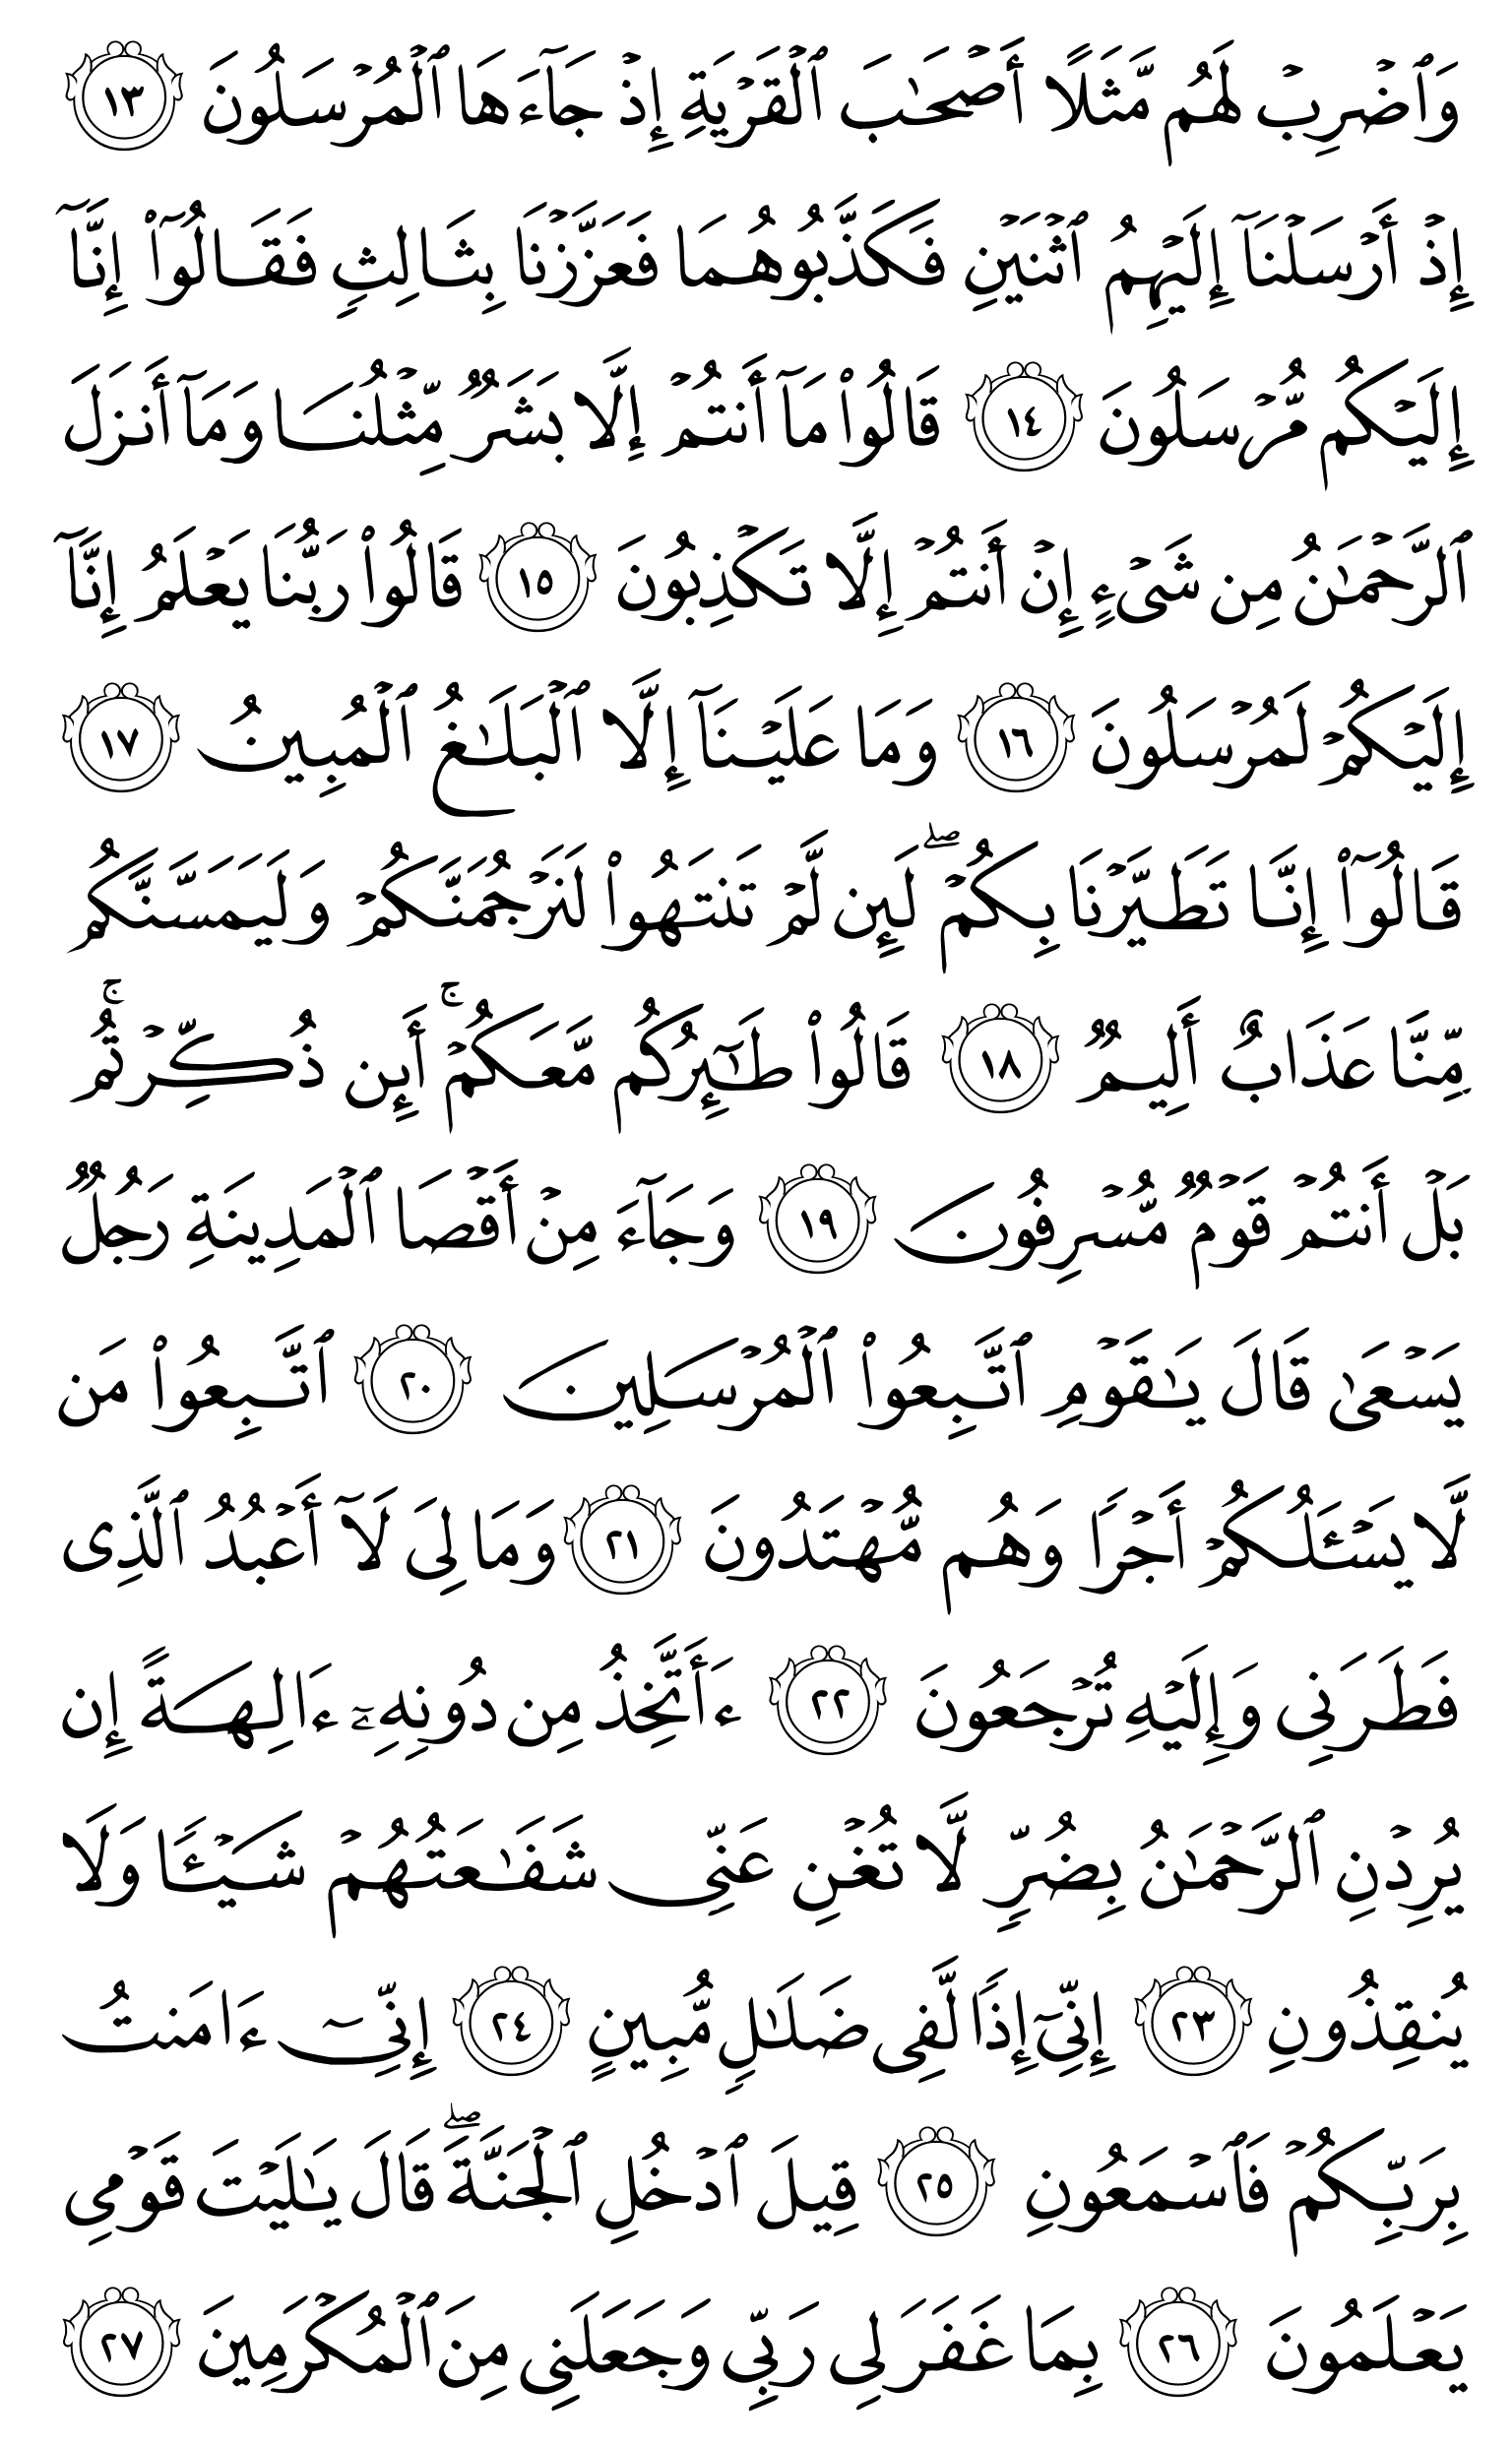 وَٱضۡرِبۡ لَهُم مَّثَلًا أَصۡحَٰبَ ٱلۡقَرۡيَةِ إِذۡ جَآءَهَا ٱلۡمُرۡسَلُونَ ١٣
إِذۡ أَرۡسَلۡنَآ إِلَيۡهِمُ ٱثۡنَيۡنِ فَكَذَّبُوهُمَا فَعَزَّزۡنَا بِثَالِثٖ فَقَالُوٓاْ إِنَّآ
إِلَيۡكُم مُّرۡسَلُونَ ١٤ قَالُواْ مَآ أَنتُمۡ إِلَّا بَشَرٞ مِّثۡلُنَا وَمَآ أَنزَلَ
ٱلرَّحۡمَٰنُ مِن شَيۡءٍ إِنۡ أَنتُمۡ إِلَّا تَكۡذِبُونَ ١٥ قَالُواْ رَبُّنَا يَعۡلَمُ إِنَّآ
إِلَيۡكُمۡ لَمُرۡسَلُونَ ١٦ وَمَا عَلَيۡنَآ إِلَّا ٱلۡبَلَٰغُ ٱلۡمُبِينُ ١٧
قَالُوٓاْ إِنَّا تَطَيَّرۡنَا بِكُمۡۖ لَئِن لَّمۡ تَنتَهُواْ لَنَرۡجُمَنَّكُمۡ وَلَيَمَسَّنَّكُم
مِّنَّا عَذَابٌ أَلِيمٞ ١٨ قَالُواْ طَٰٓئِرُكُم مَّعَكُمۡۚ أَئِن ذُكِّرۡتُمۚ
بَلۡ أَنتُمۡ قَوۡمٞ مُّسۡرِفُونَ ١٩ وَجَآءَ مِنۡ أَقۡصَا ٱلۡمَدِينَةِ رَجُلٞ
يَسۡعَىٰ قَالَ يَٰقَوۡمِ ٱتَّبِعُواْ ٱلۡمُرۡسَلِينَ ٢٠ ٱتَّبِعُواْ مَن
لَّا يَسۡـَٔلُكُمۡ أَجۡرٗا وَهُم مُّهۡتَدُونَ ٢١ وَمَا لِيَ لَآ أَعۡبُدُ ٱلَّذِي
فَطَرَنِي وَإِلَيۡهِ تُرۡجَعُونَ ٢٢ ءَأَتَّخِذُ مِن دُونِهِۦٓ ءَالِهَةً إِن
يُرِدۡنِ ٱلرَّحۡمَٰنُ بِضُرّٖ لَّا تُغۡنِ عَنِّي شَفَٰعَتُهُمۡ شَيۡـٔٗا وَلَا
يُنقِذُونِ ٢٣ إِنِّيٓ إِذٗا لَّفِي ضَلَٰلٖ مُّبِينٍ ٢٤ إِنِّيٓ ءَامَنتُ
بِرَبِّكُمۡ فَٱسۡمَعُونِ ٢٥ قِيلَ ٱدۡخُلِ ٱلۡجَنَّةَۖ قَالَ يَٰلَيۡتَ قَوۡمِي
يَعۡلَمُونَ ٢٦ بِمَا غَفَرَ لِي رَبِّي وَجَعَلَنِي مِنَ ٱلۡمُكۡرَمِينَ ٢٧